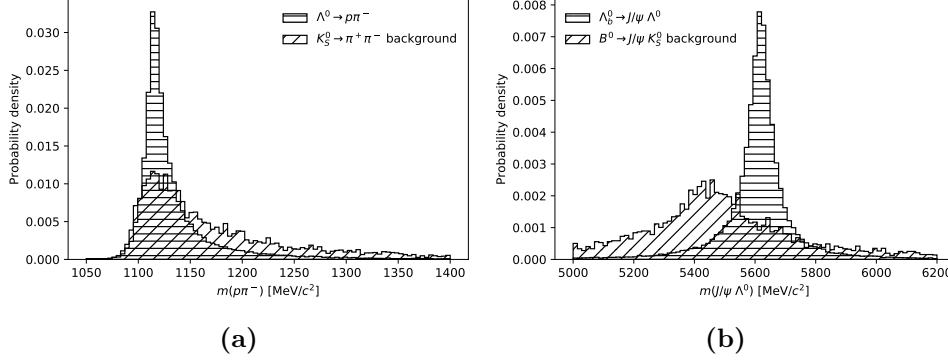 Probability density
0.030
0.025
0.020
0.015
0.010
0.005
0.000
Λ⁰ → pπ⁻
K⁰_S → π⁺π⁻ background
1050 1100 1150 1200 1250 1300 1350 1400
m(pπ⁻) [MeV/c²]
(a)
Probability density
0.008
0.007
0.006
0.005
0.004
0.003
0.002
0.001
0.000
Λ⁰_b → J/ψ Λ⁰
B⁰ → J/ψ K⁰_S background
5000 5200 5400 5600 5800 6000 6200
m(J/ψ Λ⁰) [MeV/c²]
(b)